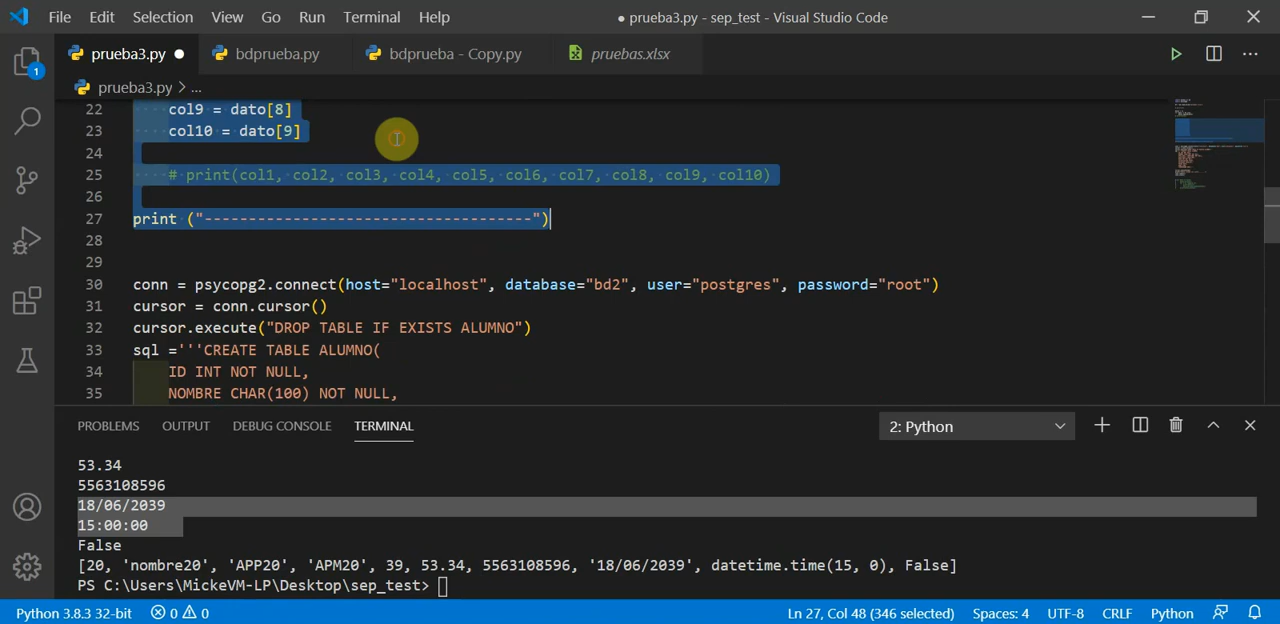 File Edit Selection View Go Run Terminal Help ● prueba3.py - sep_test - Visual Studio Code
prueba3.py ● bdprueba.py bdprueba - Copy.py pruebas.xlsx
prueba3.py > ...
1
22 col9 = dato[8]
23 col10 = dato[9]
24
25 # print(col1, col2, col3, col4, col5, col6, col7, col8, col9, col10)
26
27 print ("-------------------------------------")
28
29
30 conn = psycopg2.connect(host="localhost", database="bd2", user="postgres", password="root")
31 cursor = conn.cursor()
32 cursor.execute("DROP TABLE IF EXISTS ALUMNO")
33 sql ='''CREATE TABLE ALUMNO(
34 ID INT NOT NULL,
35 NOMBRE CHAR(100) NOT NULL,
PROBLEMS OUTPUT DEBUG CONSOLE TERMINAL 2: Python
53.34
5563108596
18/06/2039
15:00:00
False
[20, 'nombre20', 'APP20', 'APM20', 39, 53.34, 5563108596, '18/06/2039', datetime.time(15, 0), False]
PS C:\Users\MickeVM-LP\Desktop\sep_test>
Python 3.8.3 32-bit 0 0 Ln 27, Col 48 (346 selected) Spaces: 4 UTF-8 CRLF Python